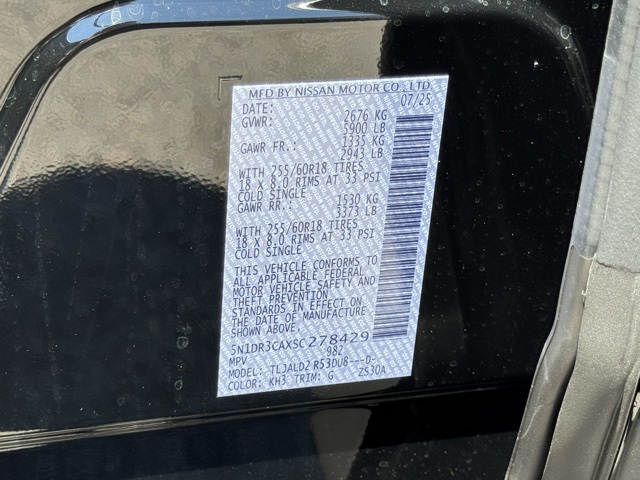 MFD BY NISSAN MOTOR CO., LTD.
DATE: 07/25
GVWR: 2676 KG
5900 LB
GAWR FR.: 1335 KG
2943 LB
WITH 255/60R18 TIRES
18 X 8.0 RIMS AT 33 PSI
COLD SINGLE
GAWR RR.: 1530 KG
3373 LB
WITH 255/60R18 TIRES
18 X 8.0 RIMS AT 33 PSI
COLD SINGLE
THIS VEHICLE CONFORMS TO
ALL APPLICABLE FEDERAL
MOTOR VEHICLE SAFETY AND
THEFT PREVENTION
STANDARDS IN EFFECT ON
THE DATE OF MANUFACTURE
SHOWN ABOVE.
5N1DR3CAXSC278429
MPV 982
MODEL: TLJALD2 R53DU8---D-
COLOR: KH3 TRIM: G ZS30A